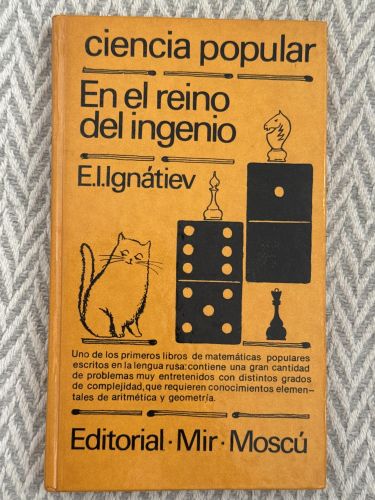 ciencia popular
En el reino
del ingenio
E.I.Ignátiev
Uno de los primeros libros de matemáticas populares
escritos en la lengua rusa: contiene una gran cantidad
de problemas muy entretenidos con distintos grados
de complejidad, que requieren conocimientos elemen-
tales de aritmética y geometría.
Editorial · Mir · Moscú